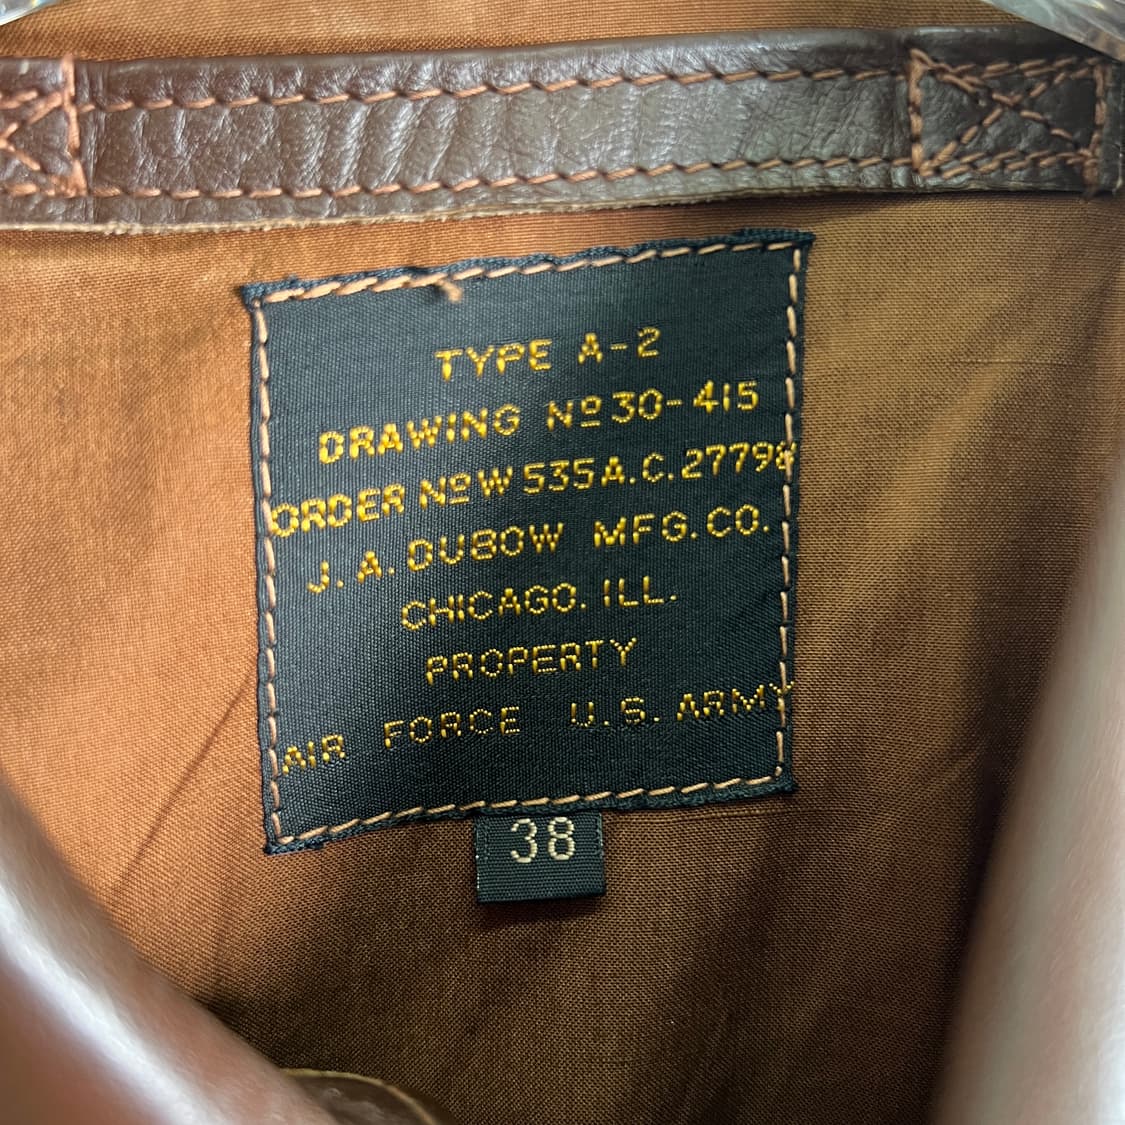 TYPE A-2
DRAWING Nº 30-415
ORDER Nº W 535 A.C. 27798
J. A. DUBOW MFG. CO.
CHICAGO. ILL.
PROPERTY
AIR FORCE U.S. ARMY
38